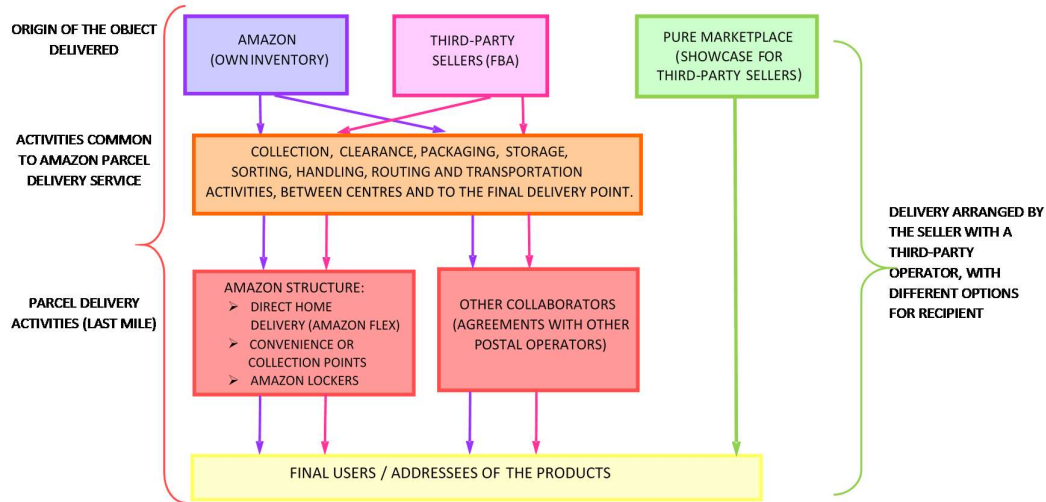 ORIGIN OF THE OBJECT
DELIVERED
AMAZON
(OWN INVENTORY)
THIRD-PARTY
SELLERS (FBA)
PURE MARKETPLACE
(SHOWCASE FOR
THIRD-PARTY SELLERS)
ACTIVITIES COMMON
TO AMAZON PARCEL
DELIVERY SERVICE
COLLECTION, CLEARANCE, PACKAGING, STORAGE,
SORTING, HANDLING, ROUTING AND TRANSPORTATION
ACTIVITIES, BETWEEN CENTRES AND TO THE FINAL DELIVERY POINT.
DELIVERY ARRANGED BY
THE SELLER WITH A
THIRD-PARTY
OPERATOR, WITH
DIFFERENT OPTIONS
FOR RECIPIENT
PARCEL DELIVERY
ACTIVITIES (LAST MILE)
AMAZON STRUCTURE:
➢ DIRECT HOME
DELIVERY (AMAZON FLEX)
➢ CONVENIENCE OR
COLLECTION POINTS
➢ AMAZON LOCKERS
OTHER COLLABORATORS
(AGREEMENTS WITH OTHER
POSTAL OPERATORS)
FINAL USERS / ADDRESSEES OF THE PRODUCTS